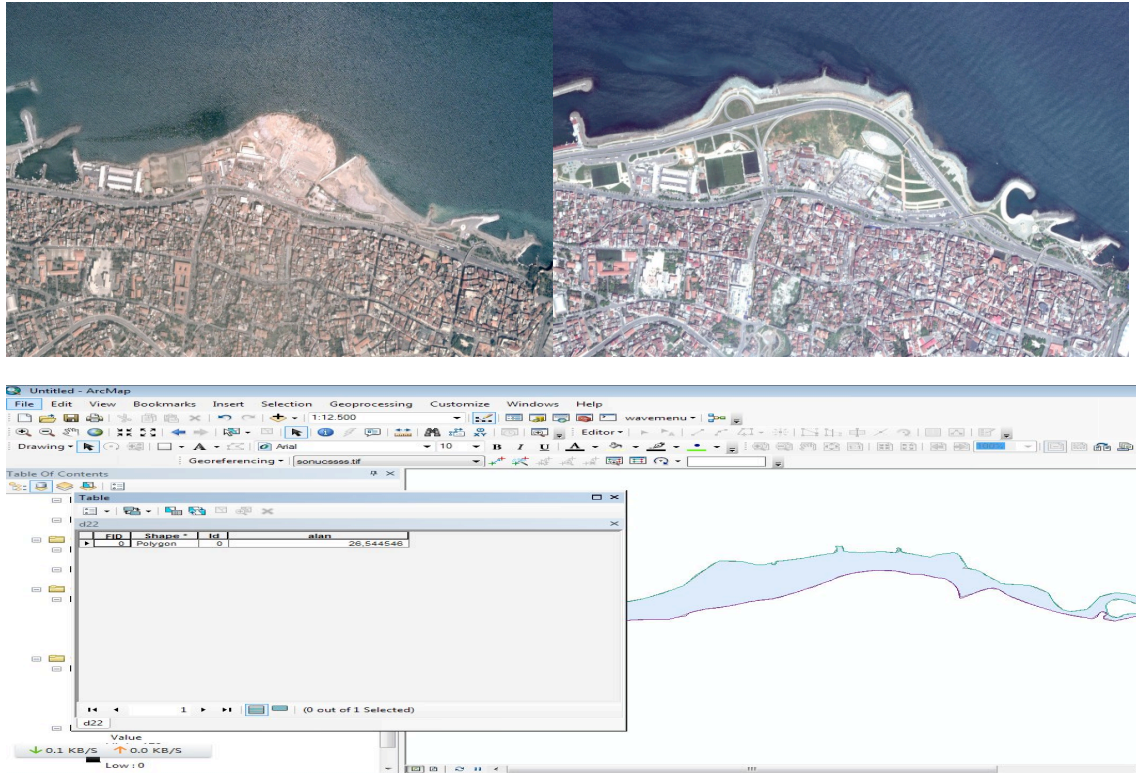 Untitled - ArcMap
File Edit View Bookmarks Insert Selection Geoprocessing Customize Windows Help
1:12.500 wavemenu
Editor
Drawing A Arial 10 B I U A
Georeferencing sonucssss.tif
Table Of Contents
Table
d22
FID Shape * Id alan
0 Polygon 0 26,544546
1 (0 out of 1 Selected)
d22
Value
0.1 KB/S 0.0 KB/S
Low : 0